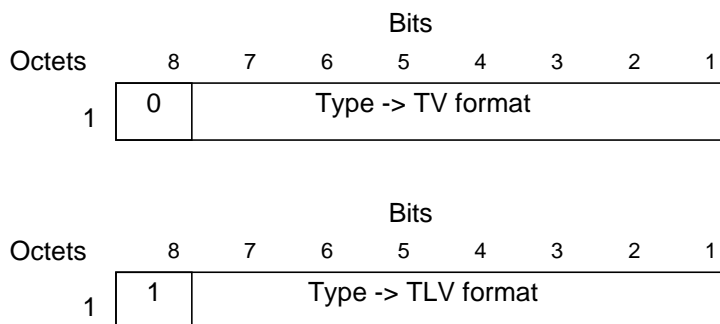 Bits
Octets 8 7 6 5 4 3 2 1
1 0 Type -> TV format
Bits
Octets 8 7 6 5 4 3 2 1
1 1 Type -> TLV format